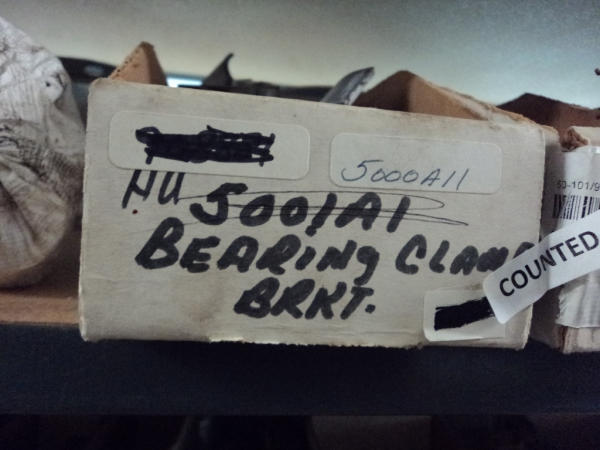 5000A11
HU 5001A1
BEARING CLAMP
BRKT.
COUNTED